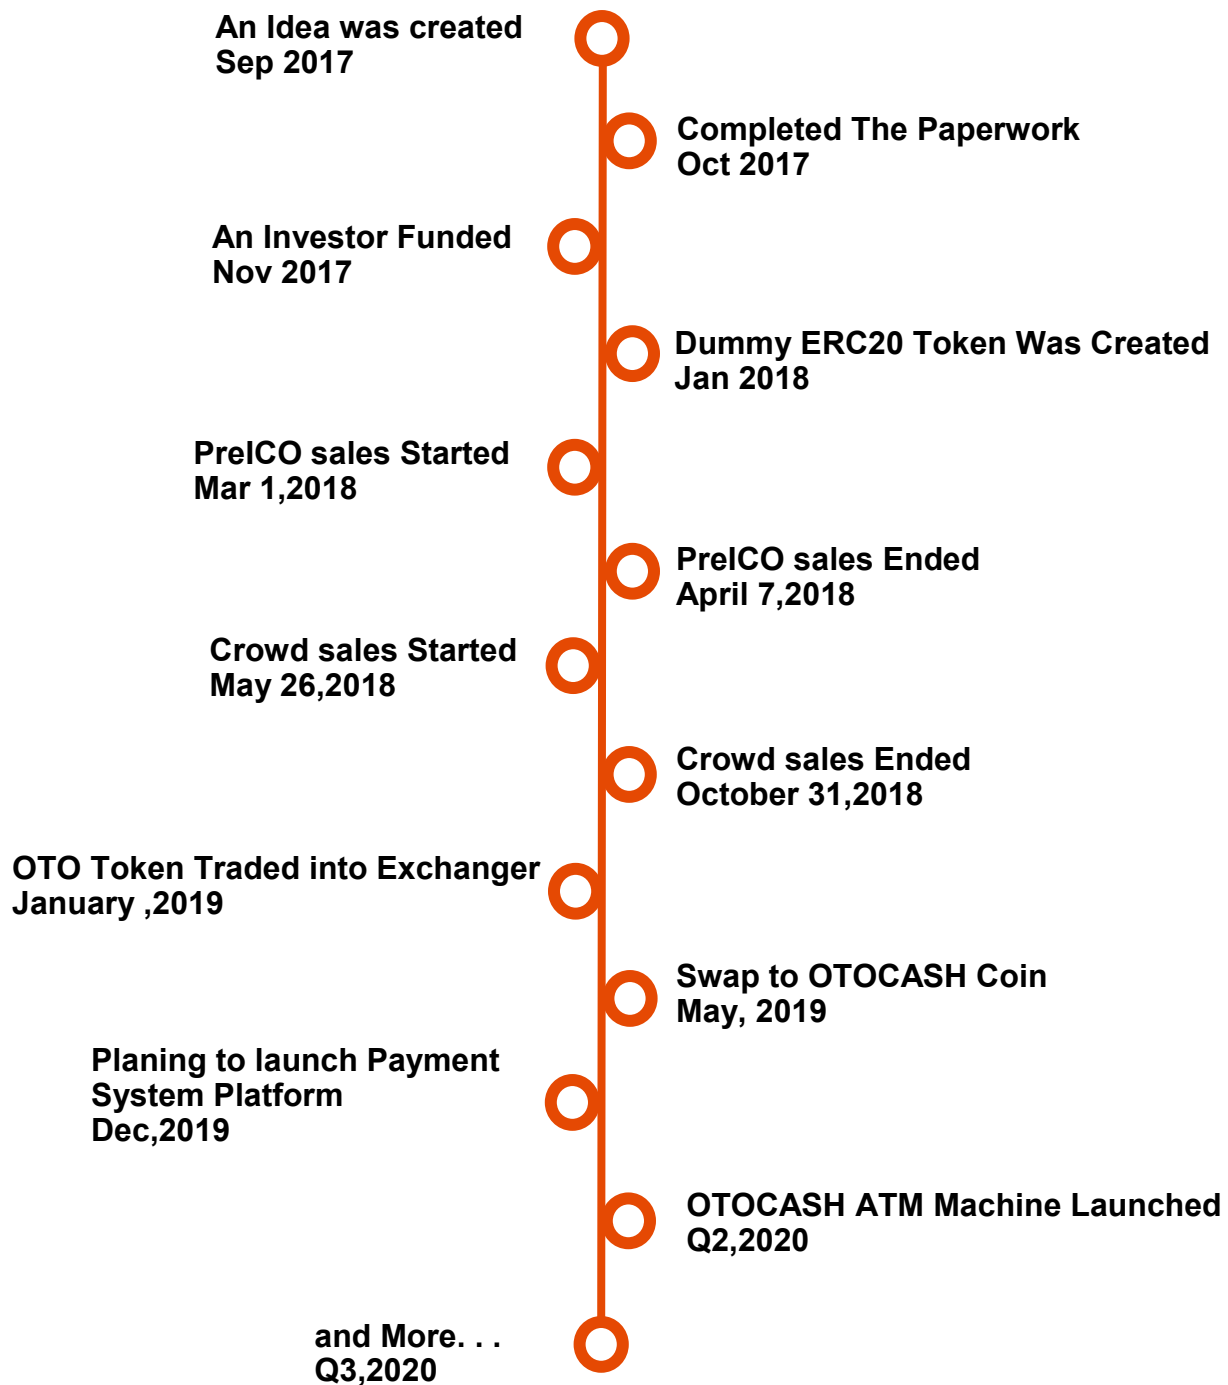 An Idea was created
Sep 2017
Completed The Paperwork
Oct 2017
An Investor Funded
Nov 2017
Dummy ERC20 Token Was Created
Jan 2018
PreICO sales Started
Mar 1,2018
PreICO sales Ended
April 7,2018
Crowd sales Started
May 26,2018
Crowd sales Ended
October 31,2018
OTO Token Traded into Exchanger
January ,2019
Swap to OTOCASH Coin
May, 2019
Planing to launch Payment
System Platform
Dec,2019
OTOCASH ATM Machine Launched
Q2,2020
and More. . .
Q3,2020